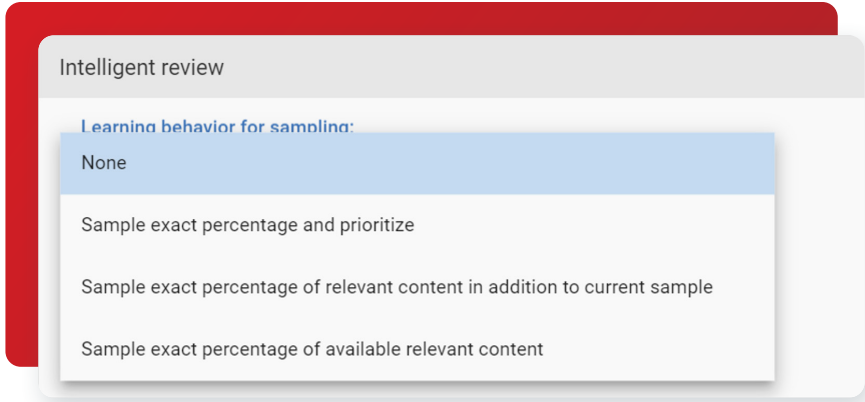 Intelligent review
Learning behavior for sampling:
None
Sample exact percentage and prioritize
Sample exact percentage of relevant content in addition to current sample
Sample exact percentage of available relevant content